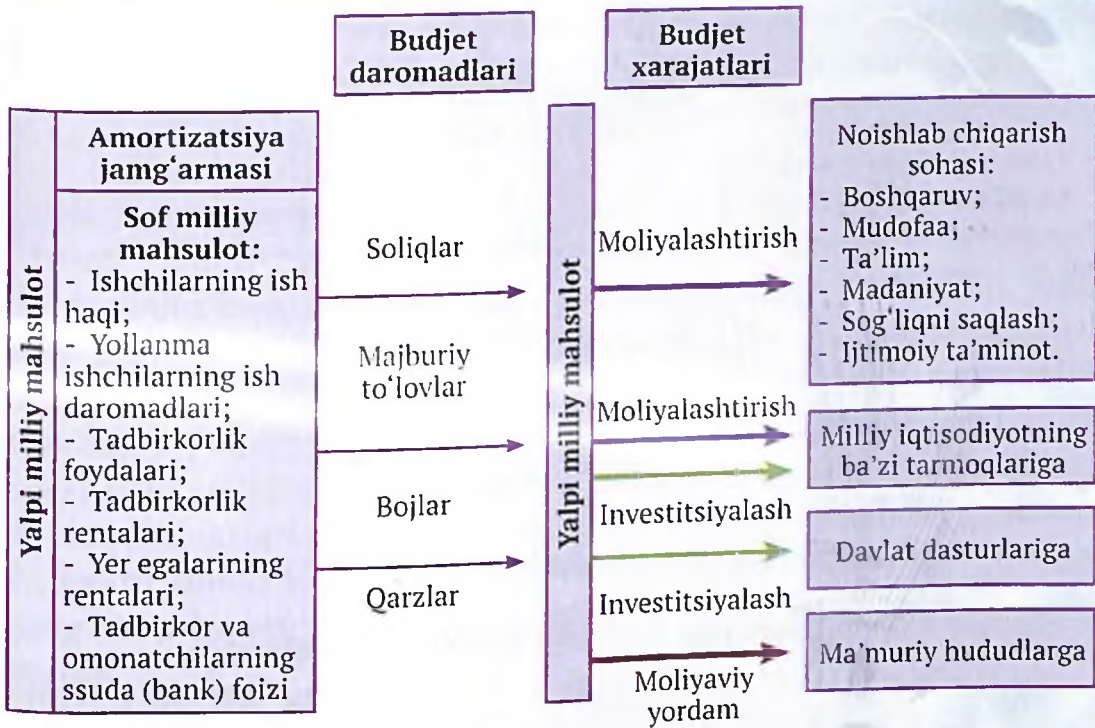 Budjet
daromadlari
Budjet
xarajatlari
Yalpi milliy mahsulot
Amortizatsiya
jamg‘armasi
Sof milliy
mahsulot:
- Ishchilarning ish
haqi;
- Yollanma
ishchilarning ish
daromadlari;
- Tadbirkorlik
foydalari;
- Tadbirkorlik
rentalari;
- Yer egalarining
rentalari;
- Tadbirkor va
omonatchilarning
ssuda (bank) foizi
Soliqlar
Majburiy
to‘lovlar
Bojlar
Qarzlar
Yalpi milliy mahsulot
Moliyalashtirish
Moliyalashtirish
Investitsiyalash
Investitsiyalash
Moliyaviy
yordam
Noishlab chiqarish
sohasi:
- Boshqaruv;
- Mudofaa;
- Ta’lim;
- Madaniyat;
- Sog‘liqni saqlash;
- Ijtimoiy ta’minot.
Milliy iqtisodiyotning
ba’zi tarmoqlariga
Davlat dasturlariga
Ma’muriy hududlarga